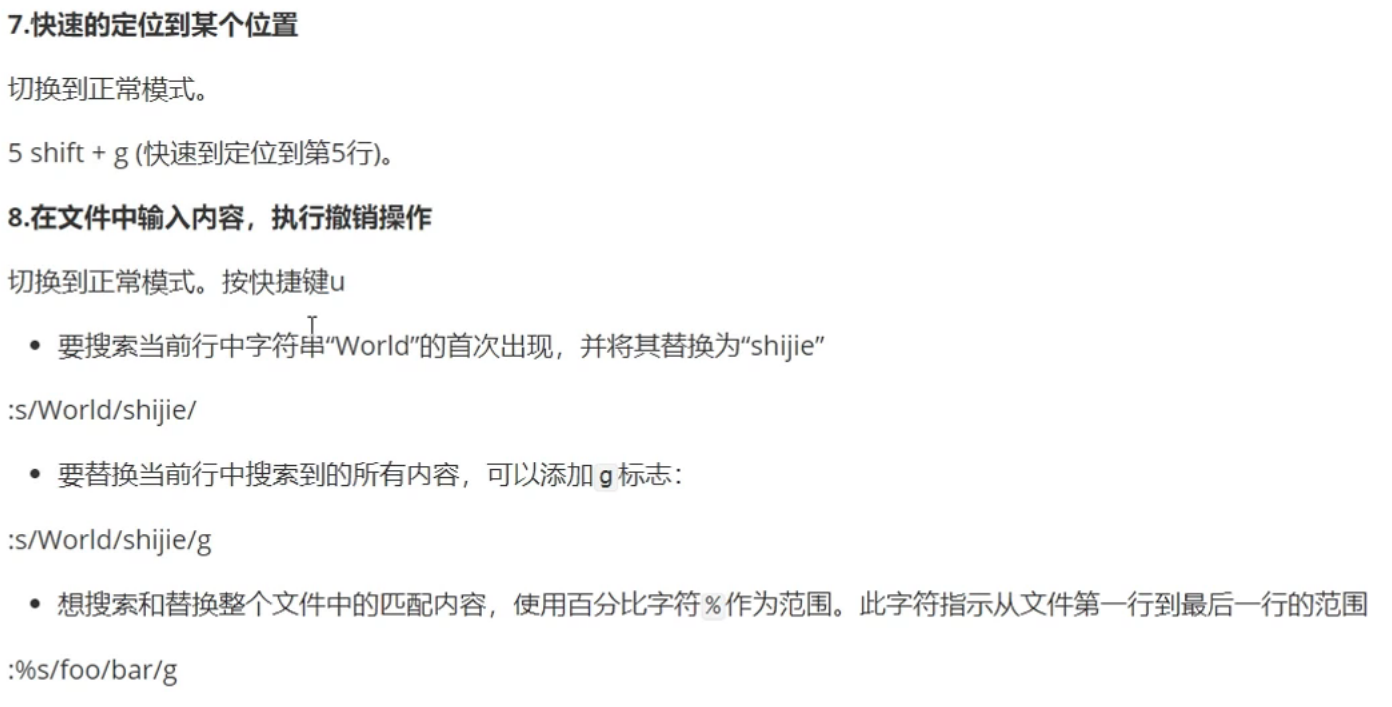 7.快速的定位到某个位置
切换到正常模式。
5 shift + g (快速到定位到第5行)。
8.在文件中输入内容，执行撤销操作
切换到正常模式。按快捷键u
• 要搜索当前行中字符串“World”的首次出现，并将其替换为“shijie”
:s/World/shijie/
• 要替换当前行中搜索到的所有内容，可以添加 g 标志：
:s/World/shijie/g
• 想搜索和替换整个文件中的匹配内容，使用百分比字符 % 作为范围。此字符指示从文件第一行到最后一行的范围
:%s/foo/bar/g